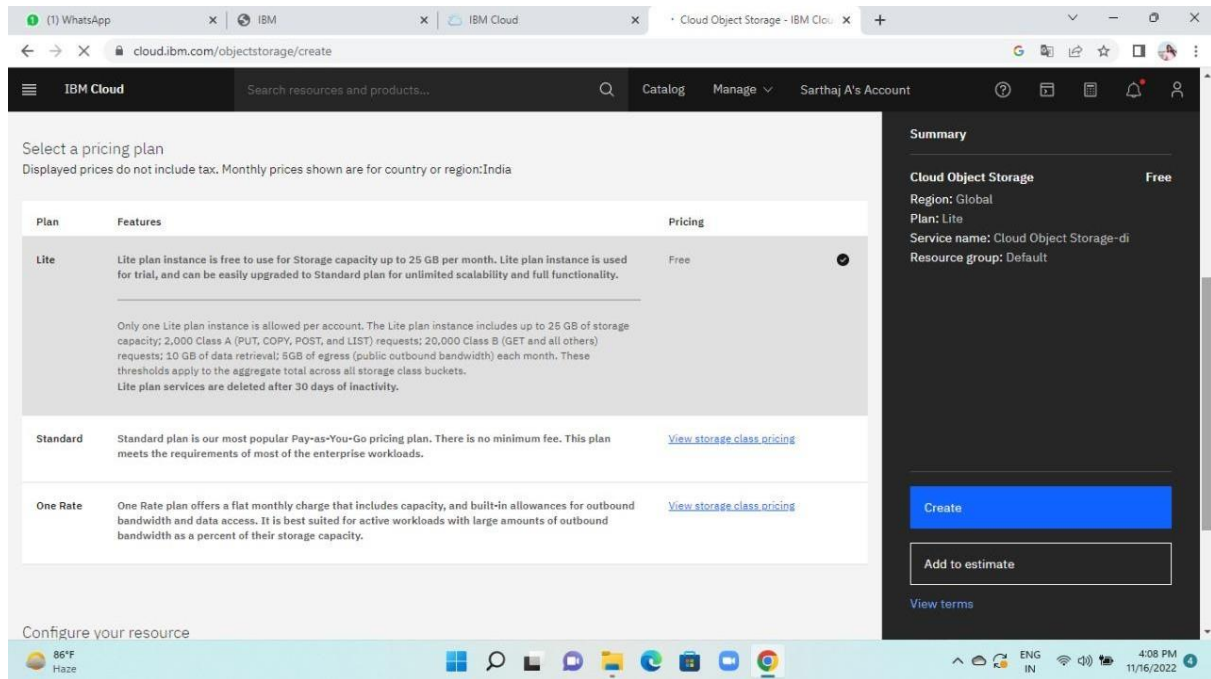 (1) WhatsApp
IBM
IBM Cloud
Cloud Object Storage - IBM Clou
cloud.ibm.com/objectstorage/create
IBM Cloud
Search resources and products...
Catalog
Manage
Sarthaj A's Account
Select a pricing plan
Displayed prices do not include tax. Monthly prices shown are for country or region:India
Plan
Features
Pricing
Lite
Lite plan instance is free to use for Storage capacity up to 25 GB per month. Lite plan instance is used
for trial, and can be easily upgraded to Standard plan for unlimited scalability and full functionality.
Free
Only one Lite plan instance is allowed per account. The Lite plan instance includes up to 25 GB of storage
capacity; 2,000 Class A (PUT, COPY, POST, and LIST) requests; 20,000 Class B (GET and all others)
requests; 10 GB of data retrieval; 5GB of egress (public outbound bandwidth) each month. These
thresholds apply to the aggregate total across all storage class buckets.
Lite plan services are deleted after 30 days of inactivity.
Standard
Standard plan is our most popular Pay-as-You-Go pricing plan. There is no minimum fee. This plan
meets the requirements of most of the enterprise workloads.
View storage class pricing
One Rate
One Rate plan offers a flat monthly charge that includes capacity, and built-in allowances for outbound
bandwidth and data access. It is best suited for active workloads with large amounts of outbound
bandwidth as a percent of their storage capacity.
View storage class pricing
Configure your resource
Summary
Cloud Object Storage
Free
Region: Global
Plan: Lite
Service name: Cloud Object Storage-di
Resource group: Default
Create
Add to estimate
View terms
86°F
Haze
ENG
IN
4:08 PM
11/16/2022
4